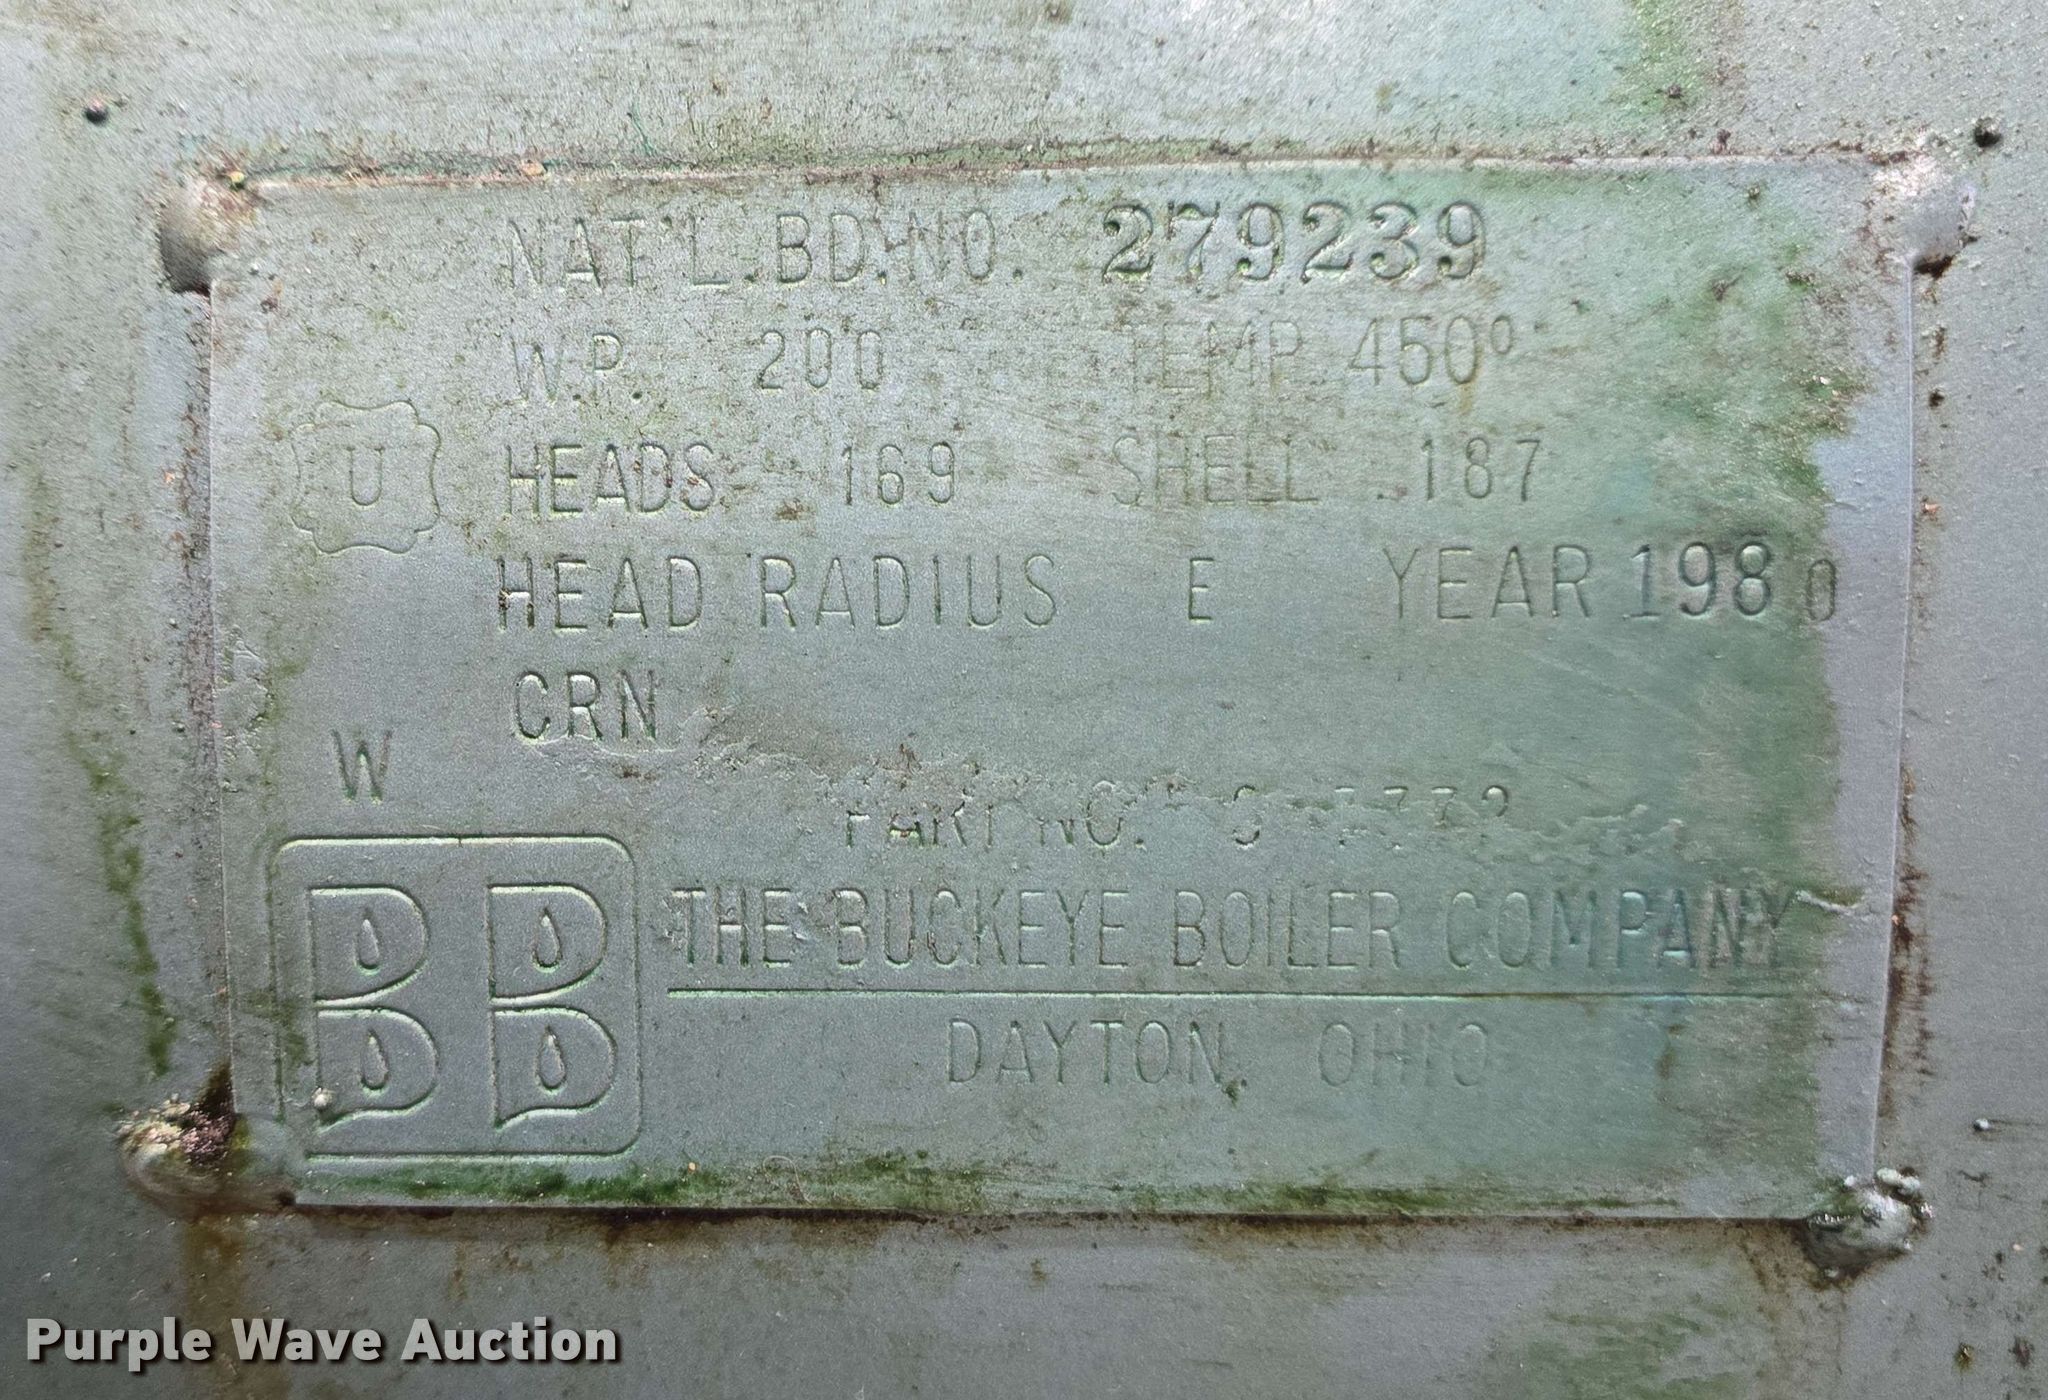 NAT'L.BD.NO. 279239
W.P. 200 TEMP. 450°
U HEADS .169 SHELL .187
HEAD RADIUS E YEAR 1980
CRN
W
PART NO.
THE BUCKEYE BOILER COMPANY
DAYTON, OHIO
Purple Wave Auction